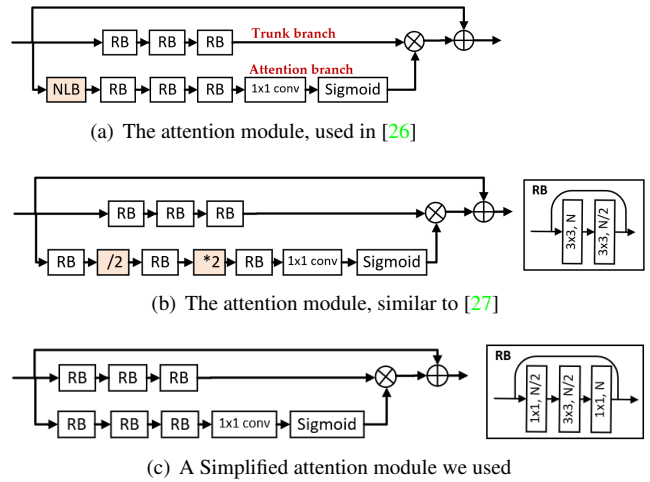 RB RB RB Trunk branch
Attention branch
NLB RB RB RB 1x1 conv Sigmoid
(a) The attention module, used in [26]
RB
RB RB RB
3x3, N 3x3, N/2
RB /2 RB *2 RB 1x1 conv Sigmoid
(b) The attention module, similar to [27]
RB
RB RB RB
1x1, N/2 3x3, N/2 1x1, N
RB RB RB 1x1 conv Sigmoid
(c) A Simplified attention module we used